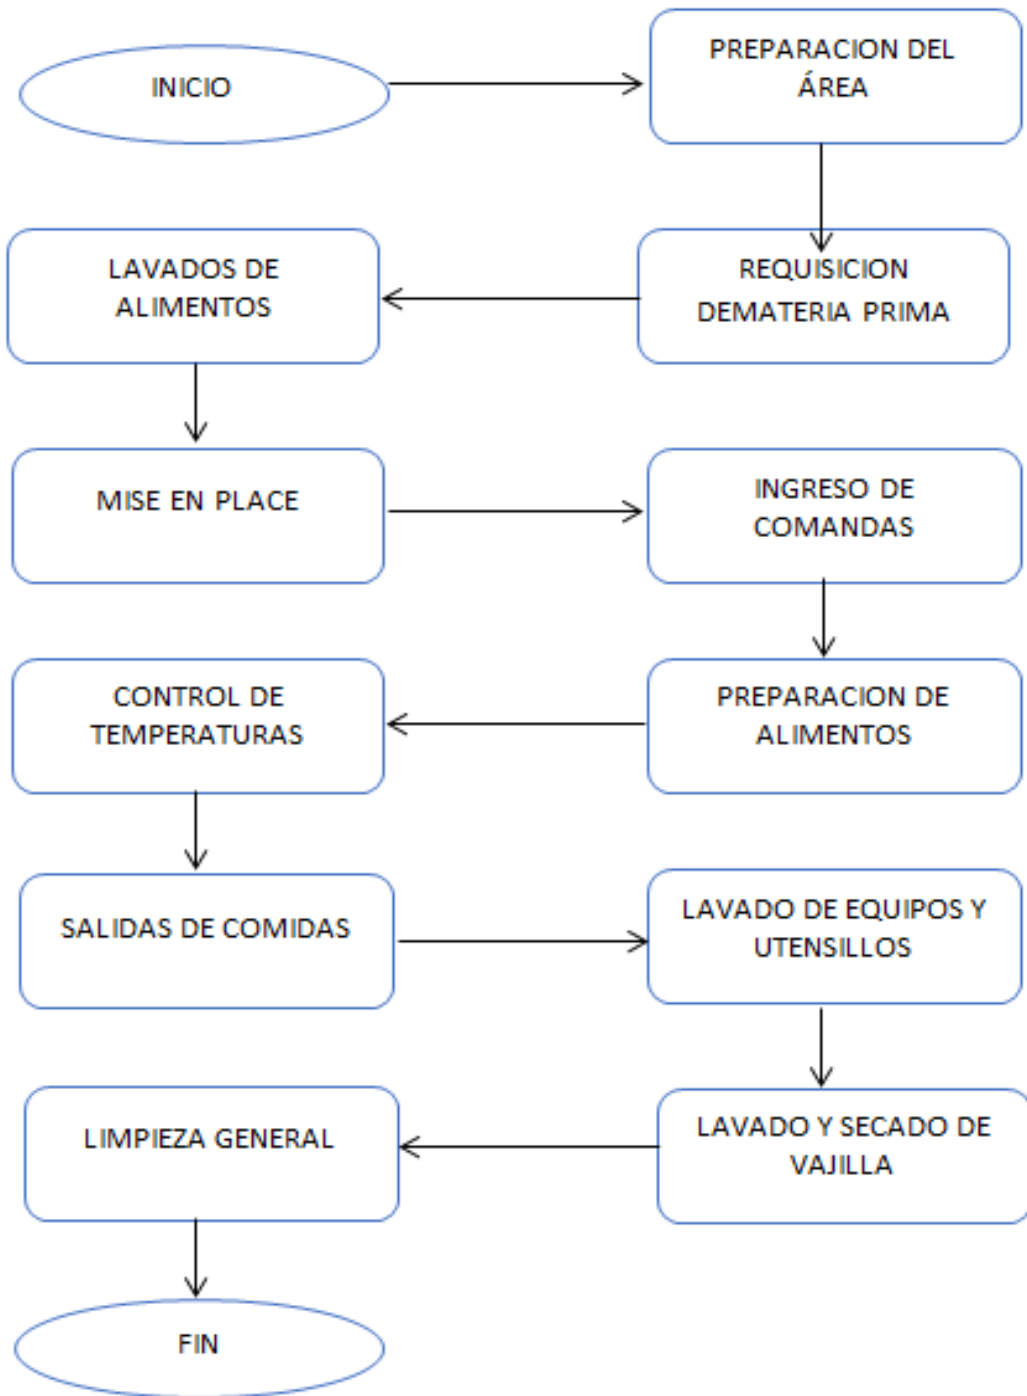 INICIO
PREPARACION DEL
ÁREA
REQUISICION
DEMATERIA PRIMA
LAVADOS DE
ALIMENTOS
MISE EN PLACE
INGRESO DE
COMANDAS
PREPARACION DE
ALIMENTOS
CONTROL DE
TEMPERATURAS
SALIDAS DE COMIDAS
LAVADO DE EQUIPOS Y
UTENSILLOS
LAVADO Y SECADO DE
VAJILLA
LIMPIEZA GENERAL
FIN